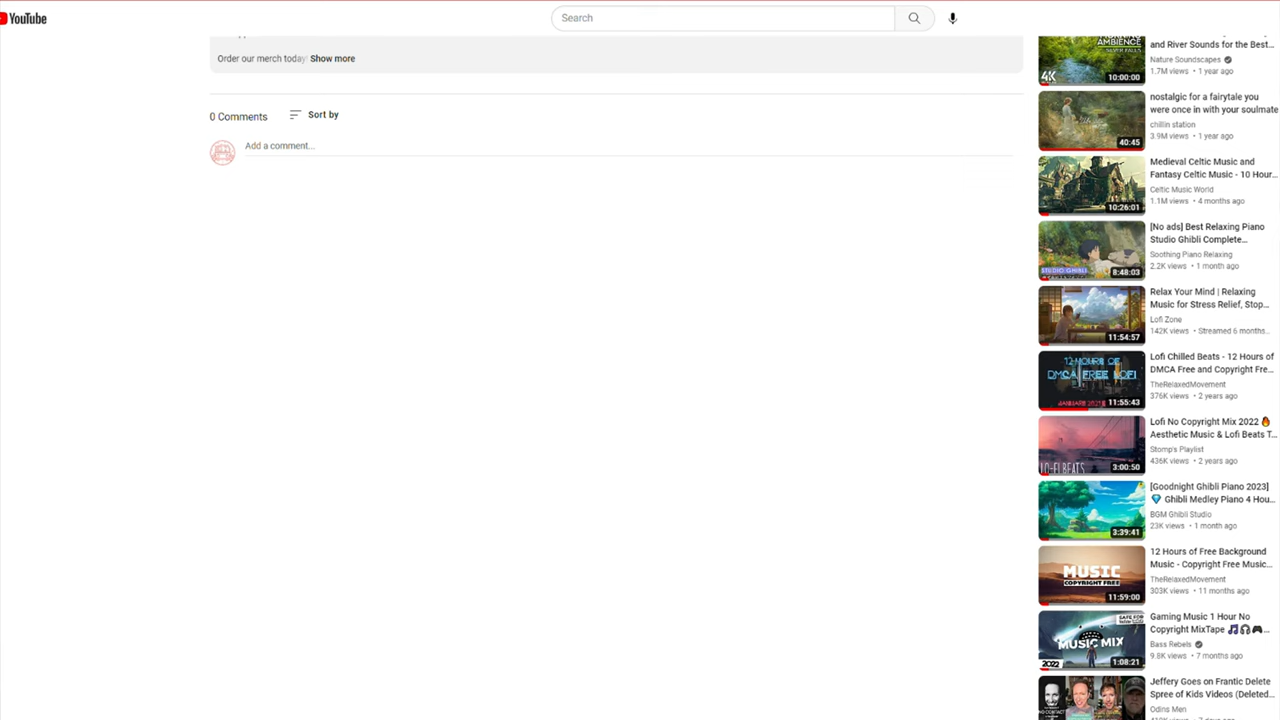 YouTube
Search
Order our merch today! Show more
0 Comments
Sort by
Add a comment...
AMBIENCE
SILVER FALLS
4K
10:00:00
and River Sounds for the Best...
Nature Soundscapes
1.7M views • 1 year ago
40:45
nostalgic for a fairytale you
were once in with your soulmate
chillin station
3.9M views • 1 year ago
10:26:01
Medieval Celtic Music and
Fantasy Celtic Music - 10 Hour...
Celtic Music World
1.1M views • 4 months ago
STUDIO GHIBLI
8:48:03
[No ads] Best Relaxing Piano
Studio Ghibli Complete...
Soothing Piano Relaxing
2.2K views • 1 month ago
11:54:57
Relax Your Mind | Relaxing
Music for Stress Relief, Stop...
Lofi Zone
142K views • Streamed 6 months...
12 HOURS OF
DMCA FREE LOFI
JANUARY 2021
11:55:43
Lofi Chilled Beats - 12 Hours of
DMCA Free and Copyright Fre...
TheRelaxedMovement
376K views • 2 years ago
LO-FI BEATS
3:00:50
Lofi No Copyright Mix 2022 🔥
Aesthetic Music & Lofi Beats T...
Stomp's Playlist
436K views • 2 years ago
3:39:41
[Goodnight Ghibli Piano 2023]
💎 Ghibli Medley Piano 4 Hou...
BGM Ghibli Studio
23K views • 1 month ago
MUSIC
COPYRIGHT FREE
11:59:00
12 Hours of Free Background
Music - Copyright Free Music...
TheRelaxedMovement
303K views • 11 months ago
SAFE FOR
MUSIC MIX
2022
1:08:21
Gaming Music 1 Hour No
Copyright MixTape 🎵🎧🎮...
Bass Rebels
9.8K views • 7 months ago
Jeffery Goes on Frantic Delete
Spree of Kids Videos (Deleted...
Odins Men